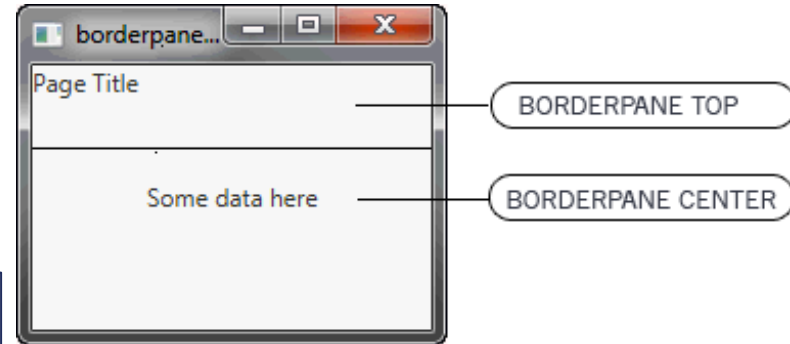 borderpane...
Page Title
BORDERPANE TOP
Some data here
BORDERPANE CENTER